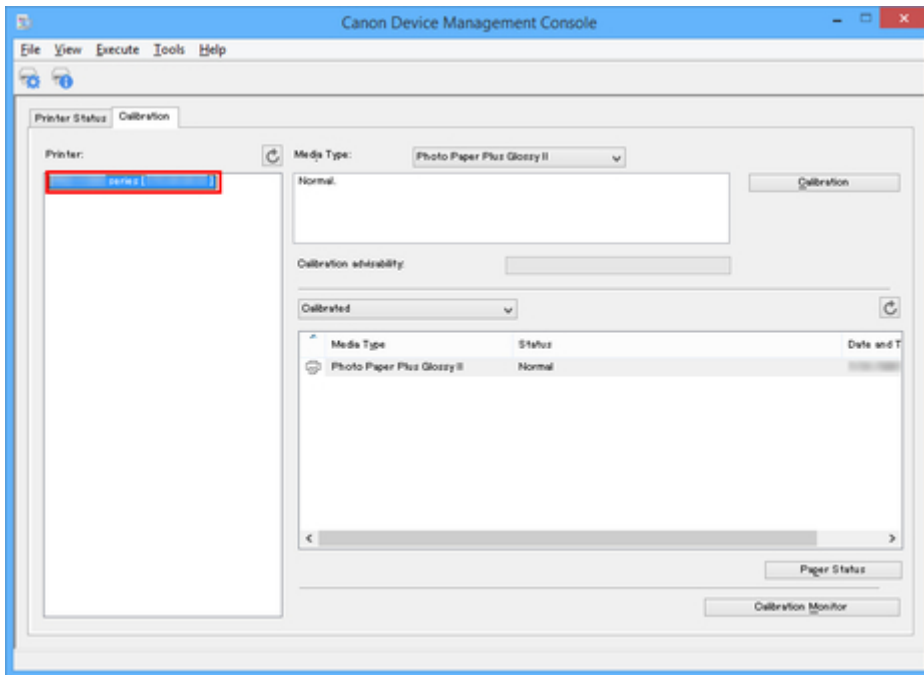 Canon Device Management Console
File View Execute Tools Help
Printer Status Calibration
Printer: Media Type: Photo Paper Plus Glossy II
series [ ]
Normal.
Calibration
Calibration advisability:
Calibrated
Media Type Status Date and T
Photo Paper Plus Glossy II Normal
Paper Status
Calibration Monitor